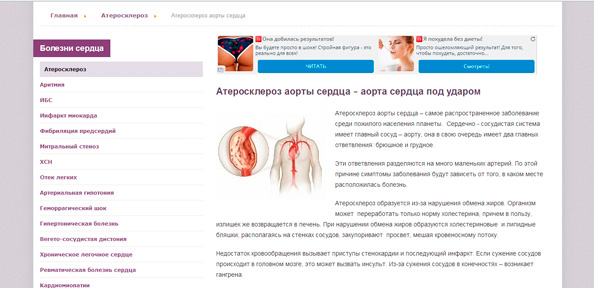 Главная
Атеросклероз
Атеросклероз аорты сердца
Болезни сердца
Атеросклероз
Аритмия
ИБС
Инфаркт миокарда
Фибриляция предсердий
Митральный стеноз
ХСН
Отек легких
Артериальная гипотония
Геморрагический шок
Гипертоническая болезнь
Вегето-сосудистая дистония
Хроническое легочное сердце
Ревматическая болезнь сердца
Кардиомиопатии
Она добилась результатов!
Вы будете просто в шоке! Стройная фигура - это
реально для всех!
ЧИТАТЬ
Я похудела без диеты!
Просто ошеломляющий результат! Для того,
чтобы похудеть, достаточно...
Смотреть!
Атеросклероз аорты сердца – аорта сердца под ударом
Атеросклероз аорты сердца – самое распространенное заболевание
среди пожилого населения планеты. Сердечно - сосудистая система
имеет главный сосуд – аорту, она в свою очередь имеет два главных
ответвления: брюшное и грудное.
Эти ответвления разделяются на много маленьких артерий. По этой
причине симптомы заболевания будут зависеть от того, в каком месте
расположилась болезнь.
Атеросклероз образуется из-за нарушения обмена жиров. Организм
может переработать только норму холестерина, причем в пользу,
излишек же возвращается в печень. При нарушении обмена жиров образуются холестериновые и липидные
бляшки, располагаясь на стенках сосудов, закупоривают просвет, мешая кровеносному потоку.
Недостаток кровообращения вызывает приступы стенокардии и последующий инфаркт. Если сужение сосудов
происходит в головном мозге, это может вызвать инсульт. Из-за сужения сосудов в конечностях – возникает
гангрена.